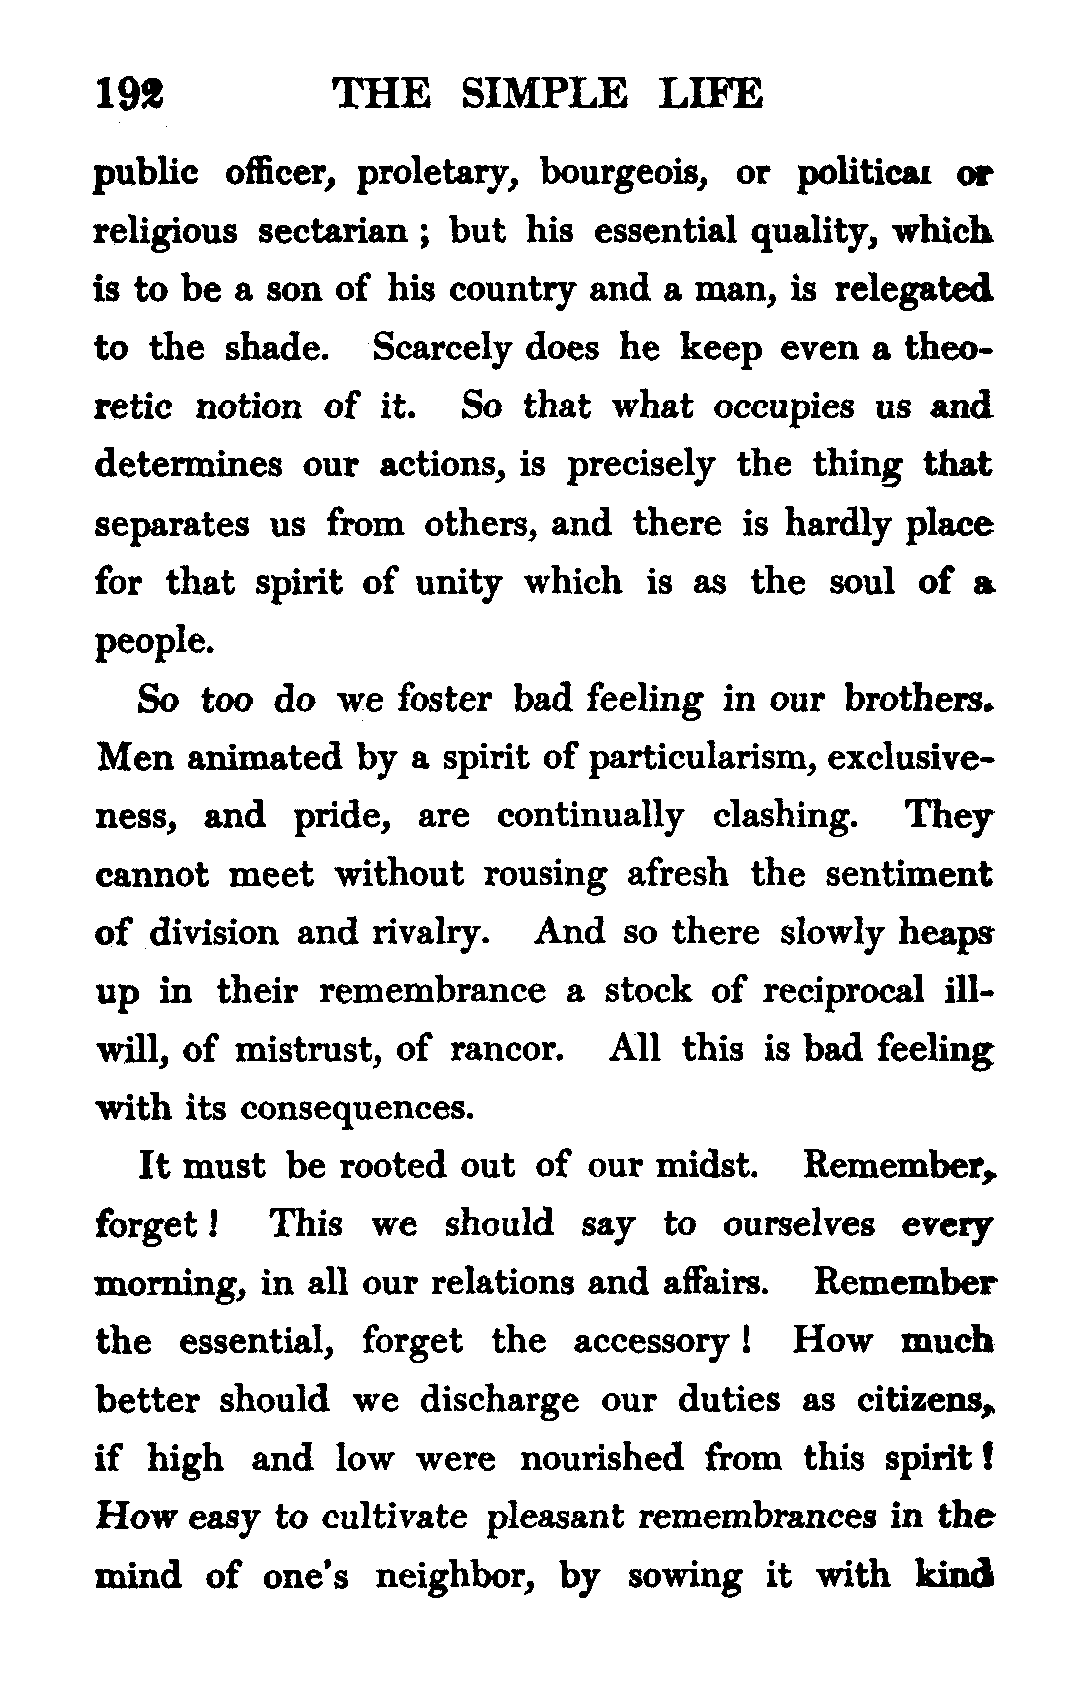 192 THE SIMPLE LIFE
public officer, proletary, bourgeois, or political or
religious sectarian ; but his essential quality, which
is to be a son of his country and a man, is relegated
to the shade. Scarcely does he keep even a theo-
retic notion of it. So that what occupies us and
determines our actions, is precisely the thing that
separates us from others, and there is hardly place
for that spirit of unity which is as the soul of a
people.
So too do we foster bad feeling in our brothers.
Men animated by a spirit of particularism, exclusive-
ness, and pride, are continually clashing. They
cannot meet without rousing afresh the sentiment
of division and rivalry. And so there slowly heaps
up in their remembrance a stock of reciprocal ill-
will, of mistrust, of rancor. All this is bad feeling
with its consequences.
It must be rooted out of our midst. Remember,
forget ! This we should say to ourselves every
morning, in all our relations and affairs. Remember
the essential, forget the accessory ! How much
better should we discharge our duties as citizens,
if high and low were nourished from this spirit !
How easy to cultivate pleasant remembrances in the
mind of one's neighbor, by sowing it with kind